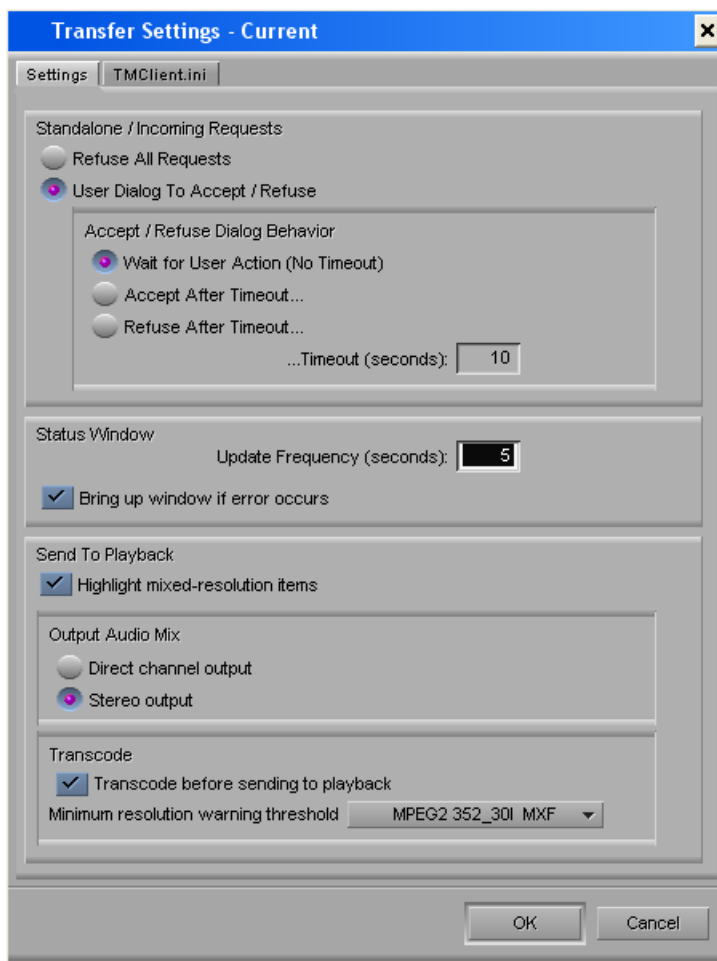 Transfer Settings - Current
Settings TMClient.ini
Standalone / Incoming Requests
Refuse All Requests
User Dialog To Accept / Refuse
Accept / Refuse Dialog Behavior
Wait for User Action (No Timeout)
Accept After Timeout...
Refuse After Timeout...
...Timeout (seconds): 10
Status Window
Update Frequency (seconds): 5
Bring up window if error occurs
Send To Playback
Highlight mixed-resolution items
Output Audio Mix
Direct channel output
Stereo output
Transcode
Transcode before sending to playback
Minimum resolution warning threshold MPEG2 352_30I MXF
OK Cancel